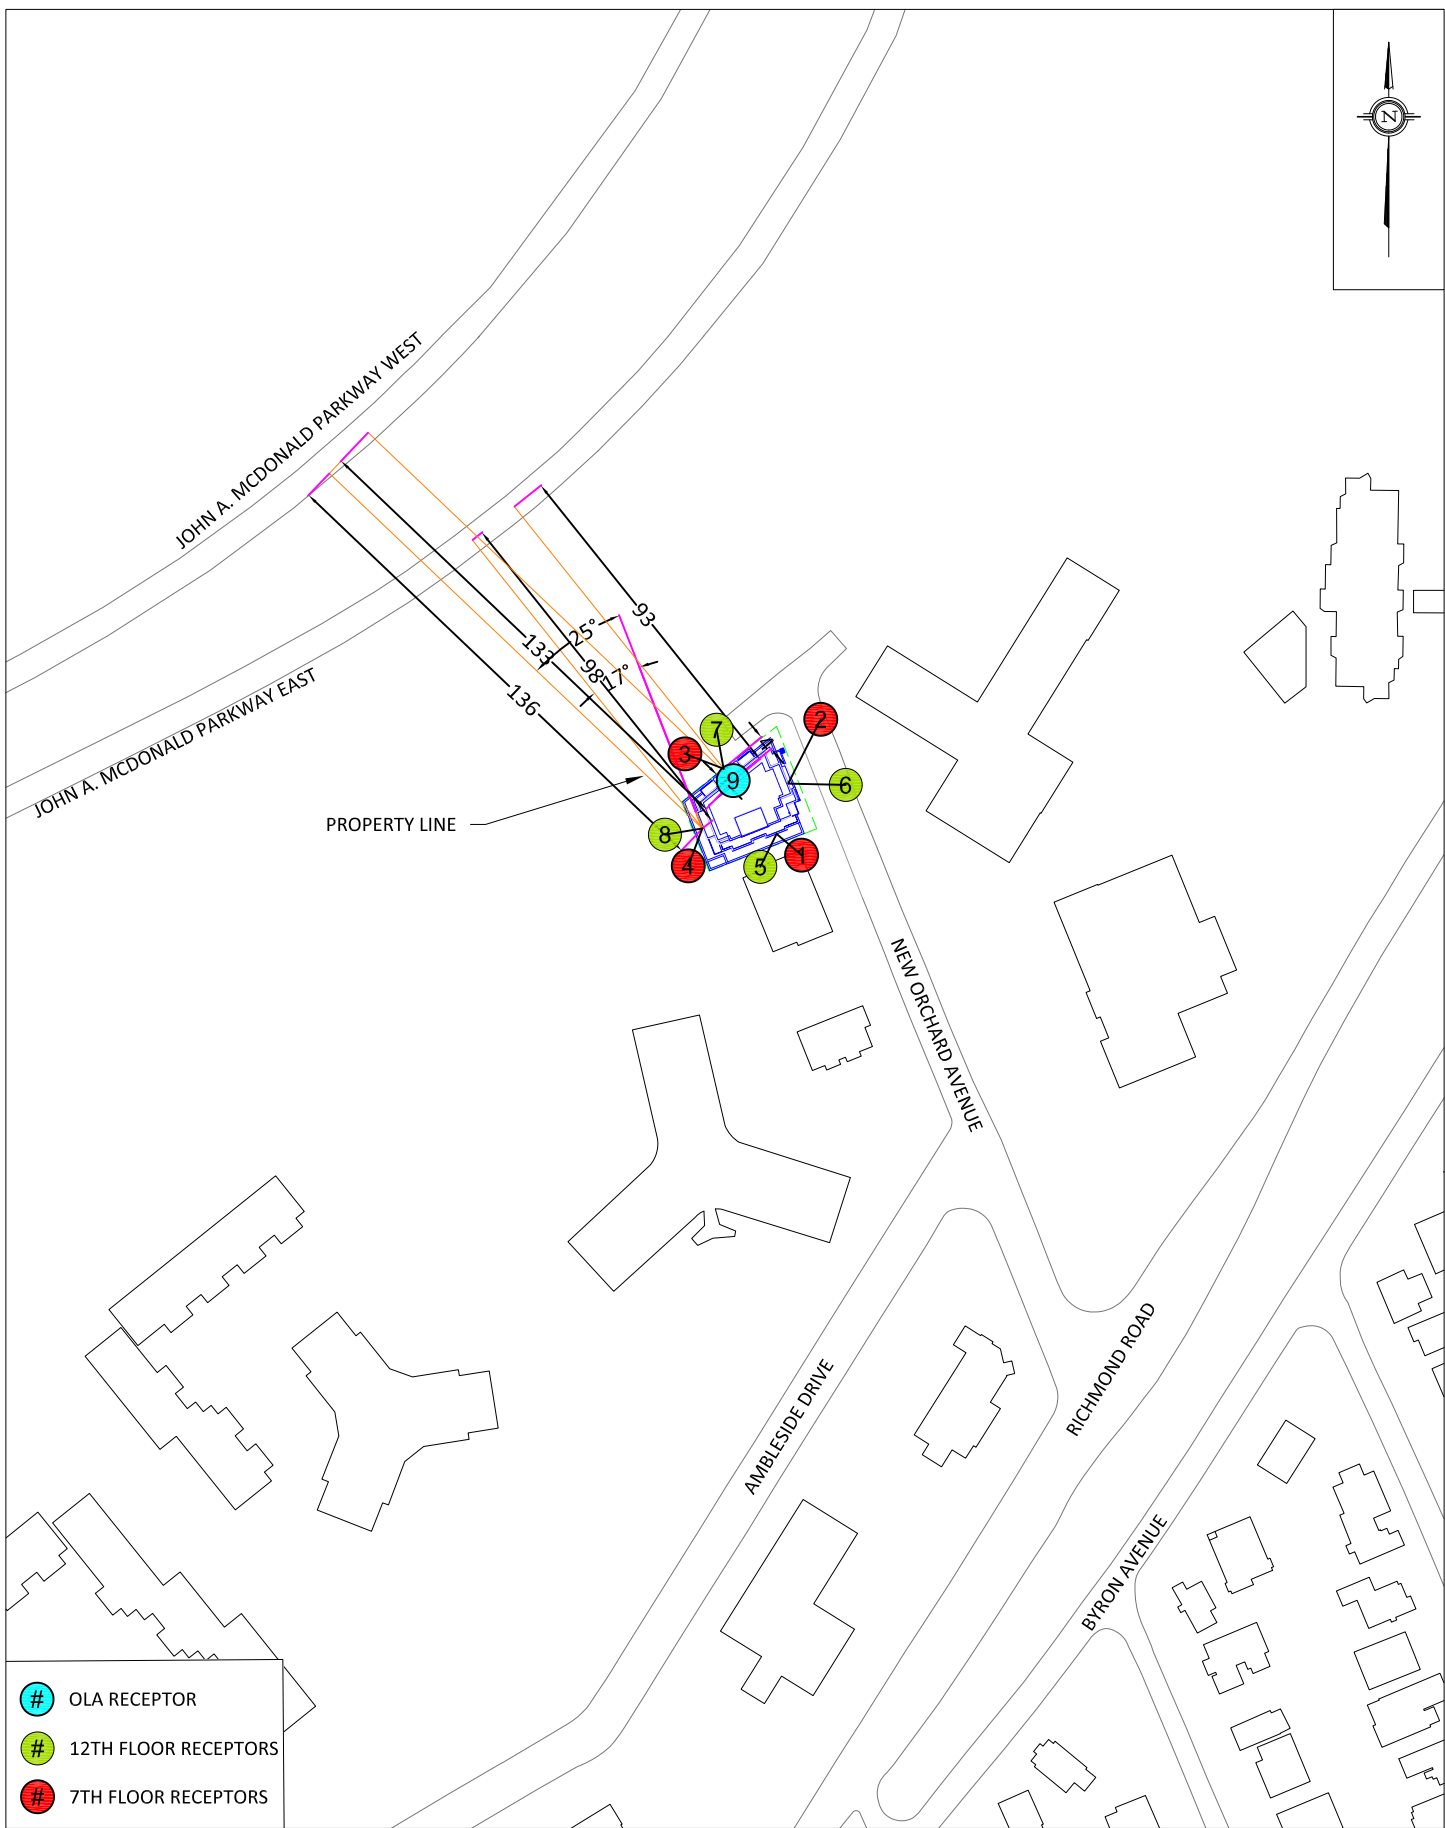 N
JOHN A. MCDONALD PARKWAY WEST
JOHN A. MCDONALD PARKWAY EAST
93
25°
133
98
17°
136
4
7
2
3
9
6
PROPERTY LINE
8
4
5
1
NEW ORCHARD AVENUE
RICHMOND ROAD
AMBLESIDE DRIVE
BYRON AVENUE
# OLA RECEPTOR
# 12TH FLOOR RECEPTORS
# 7TH FLOOR RECEPTORS